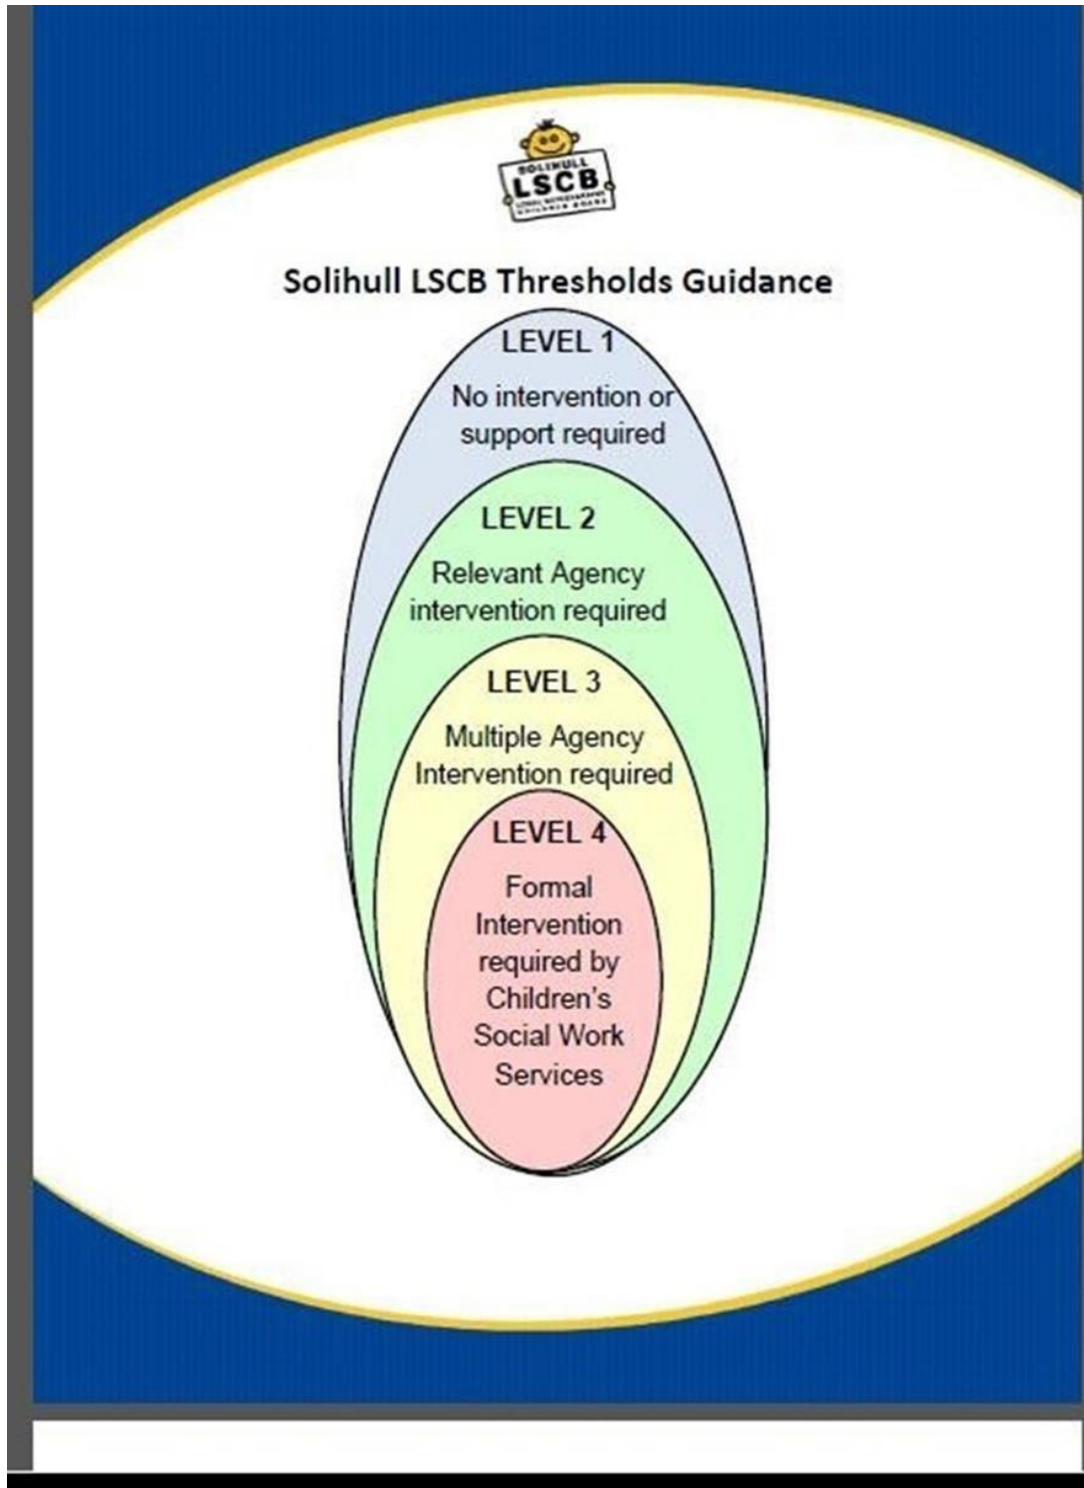 SOLIHULL
LSCB
Solihull LSCB Thresholds Guidance
LEVEL 1
No intervention or
support required
LEVEL 2
Relevant Agency
intervention required
LEVEL 3
Multiple Agency
Intervention required
LEVEL 4
Formal
Intervention
required by
Children's
Social Work
Services